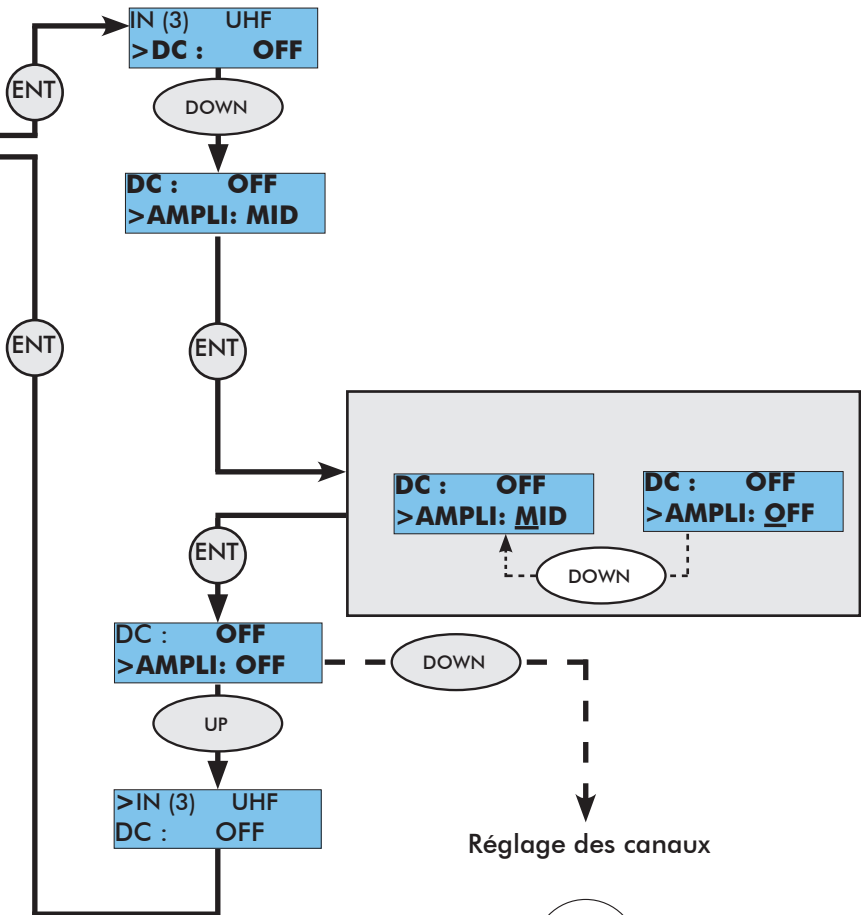 IN (3) UHF
>DC : OFF
ENT
DOWN
DC : OFF
>AMPLI: MID
ENT
ENT
DC : OFF
>AMPLI: MID
DC : OFF
>AMPLI: OFF
DOWN
ENT
DC : OFF
>AMPLI: OFF
DOWN
UP
>IN (3) UHF
DC : OFF
Réglage des canaux